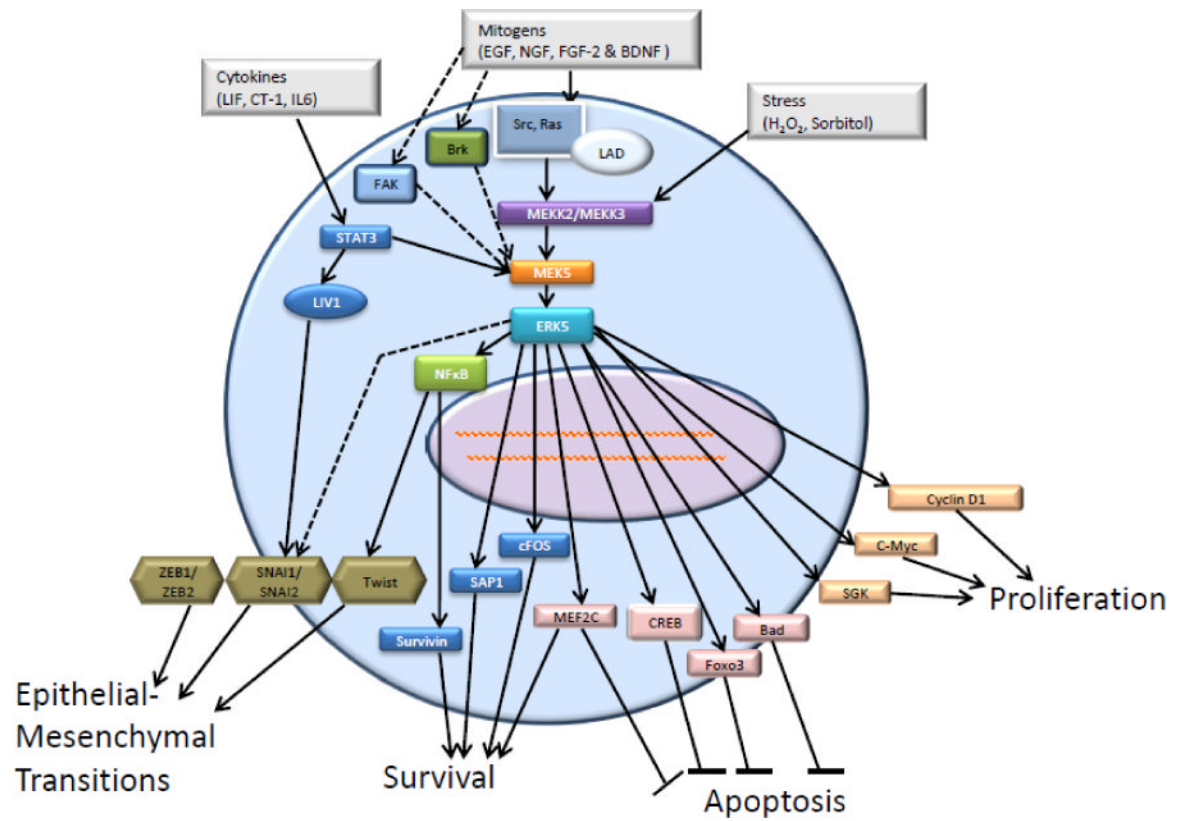 Mitogens
(EGF, NGF, FGF-2 & BDNF )
Cytokines
(LIF, CT-1, IL6)
Stress
(H₂O₂, Sorbitol)
Src, Ras
LAD
Brk
FAK
MEKK2/MEKK3
STAT3
MEK5
LIV1
ERK5
NFκB
Cyclin D1
C-Myc
SGK
Proliferation
cFOS
SAP1
ZEB1/
ZEB2
SNAI1/
SNAI2
Twist
Survivin
MEF2C
CREB
Bad
Foxo3
Epithelial-
Mesenchymal
Transitions
Survival
Apoptosis